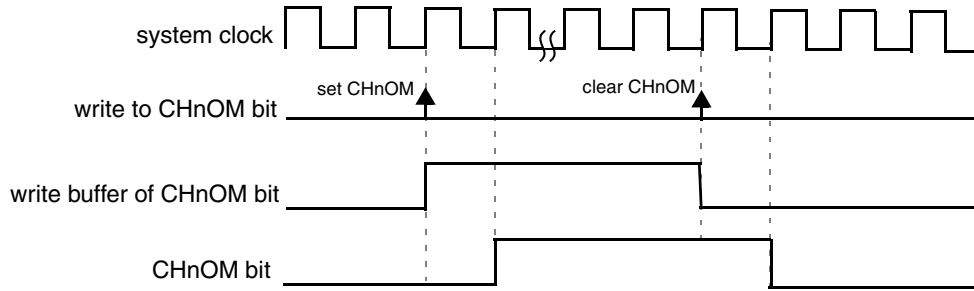 system clock
set CHnOM
clear CHnOM
write to CHnOM bit
write buffer of CHnOM bit
CHnOM bit